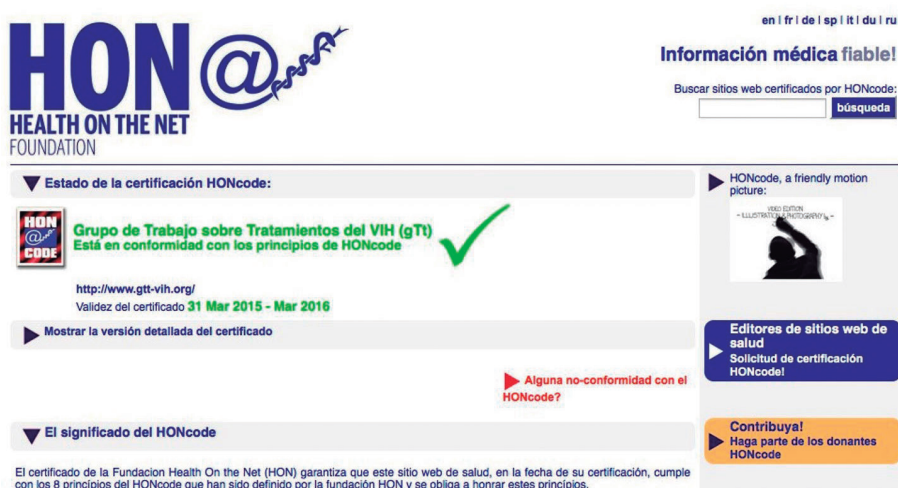 en | fr | de | sp | it | du | ru
HON@
HEALTH ON THE NET
FOUNDATION
Información médica fiable!
Buscar sitios web certificados por HONcode:
búsqueda
Estado de la certificación HONcode:
HON
@
CODE
Grupo de Trabajo sobre Tratamientos del VIH (gTt)
Está en conformidad con los principios de HONcode
http://www.gtt-vih.org/
Validez del certificado 31 Mar 2015 - Mar 2016
Mostrar la versión detallada del certificado
Alguna no-conformidad con el
HONcode?
El significado del HONcode
El certificado de la Fundacion Health On the Net (HON) garantiza que este sitio web de salud, en la fecha de su certificación, cumple
con los 8 princípios del HONcode que han sido definido por la fundación HON y se obliga a honrar estes princípios.
HONcode, a friendly motion
picture:
VIDEO EDITION
- ILLUSTRATION & PHOTOGRAPHY -
Editores de sitios web de
salud
Solicitud de certificación
HONcode!
Contribuya!
Haga parte de los donantes
HONcode